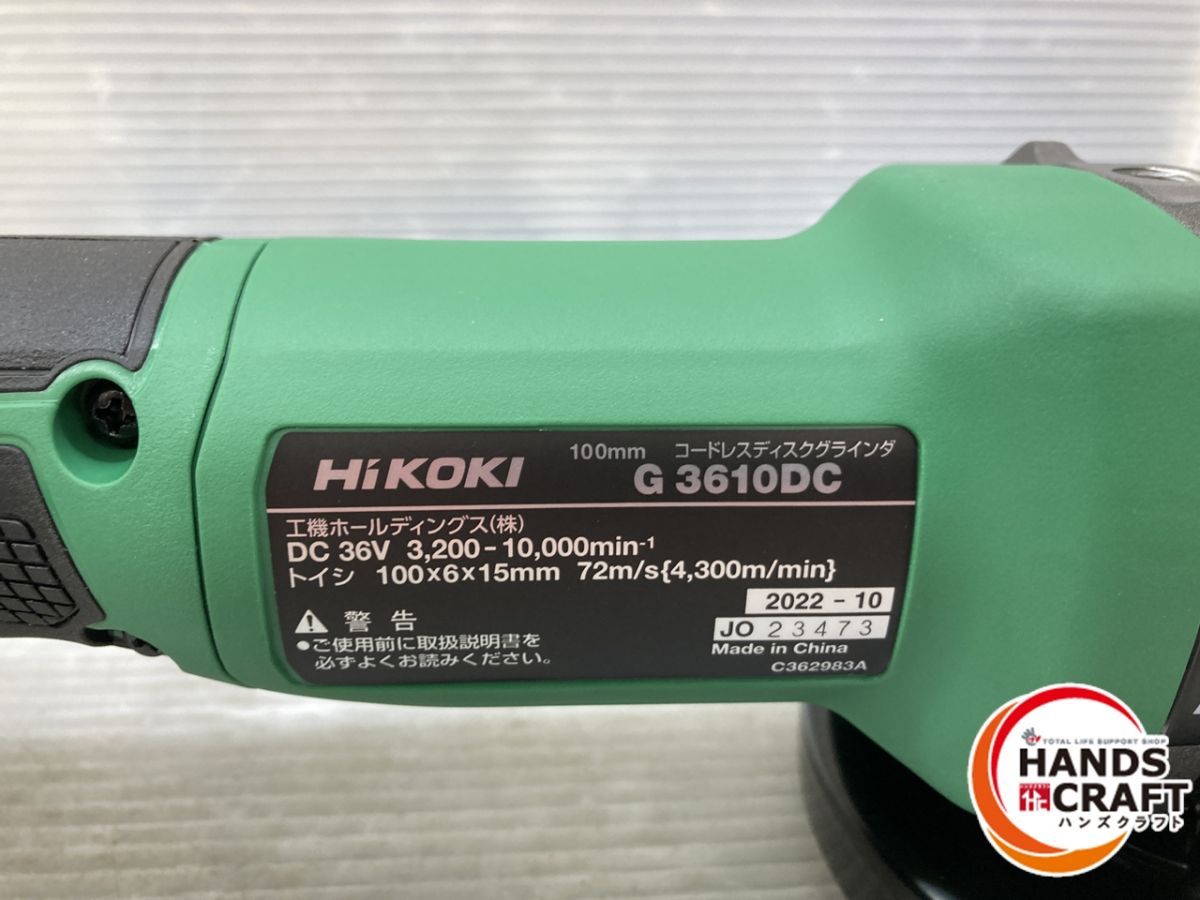 100mm コードレスディスクグラインダ
HiKOKI G 3610DC
工機ホールディングス(株)
DC 36V 3,200-10,000min-1
トイシ 100×6×15mm 72m/s{4,300m/min}
2022-10
警告
JO 23473
●ご使用前に取扱説明書を
必ずよくお読みください。
Made in China
C362983A
TOTAL LIFE SUPPORT SHOP
HANDS
CRAFT
ハンズクラフト